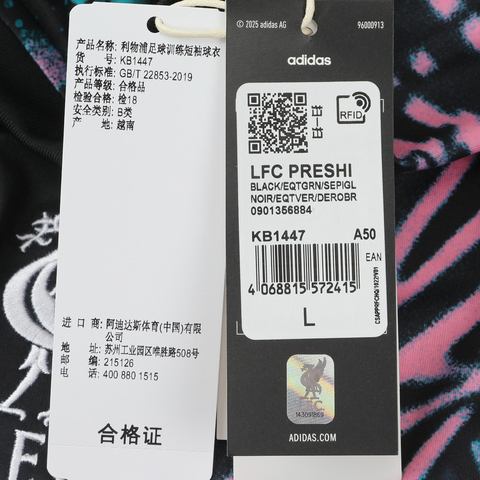 产品名称: 利物浦足球训练短袖球衣
货 号: KB1447
执行标准: GB/T 22853-2019
产品等级: 合格品
检验合格: 检18
安全类别: B类
产 地: 越南
进 口 商: 阿迪达斯体育(中国)有限
公司
地 址: 苏州工业园区唯胜路508号
邮 编: 215126
电 话: 400 880 1515
合格证
© 2025 adidas AG
96000913
adidas
RFID
LFC PRESHI
BLACK/EQTGRN/SEPIGL
NOIR/EQTVER/DEROBR
0901356884
KB1447 A50
EAN
4 068815 572415
L
LFC
143091869
ADIDAS.COM